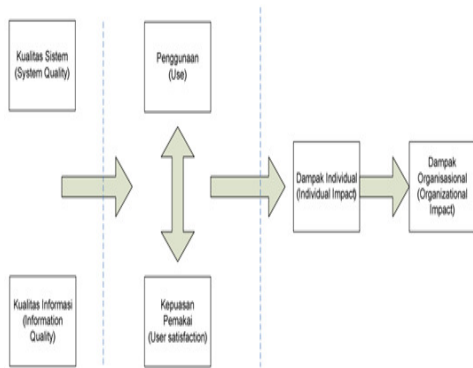 Kualitas Sistem
(System Quality)
Penggunaan
(Use)
Dampak Individual
(Individual Impact)
Dampak
Organisasional
(Organizational
Impact)
Kualitas Informasi
(Information
Quality)
Kepuasan
Pemakai
(User satisfaction)